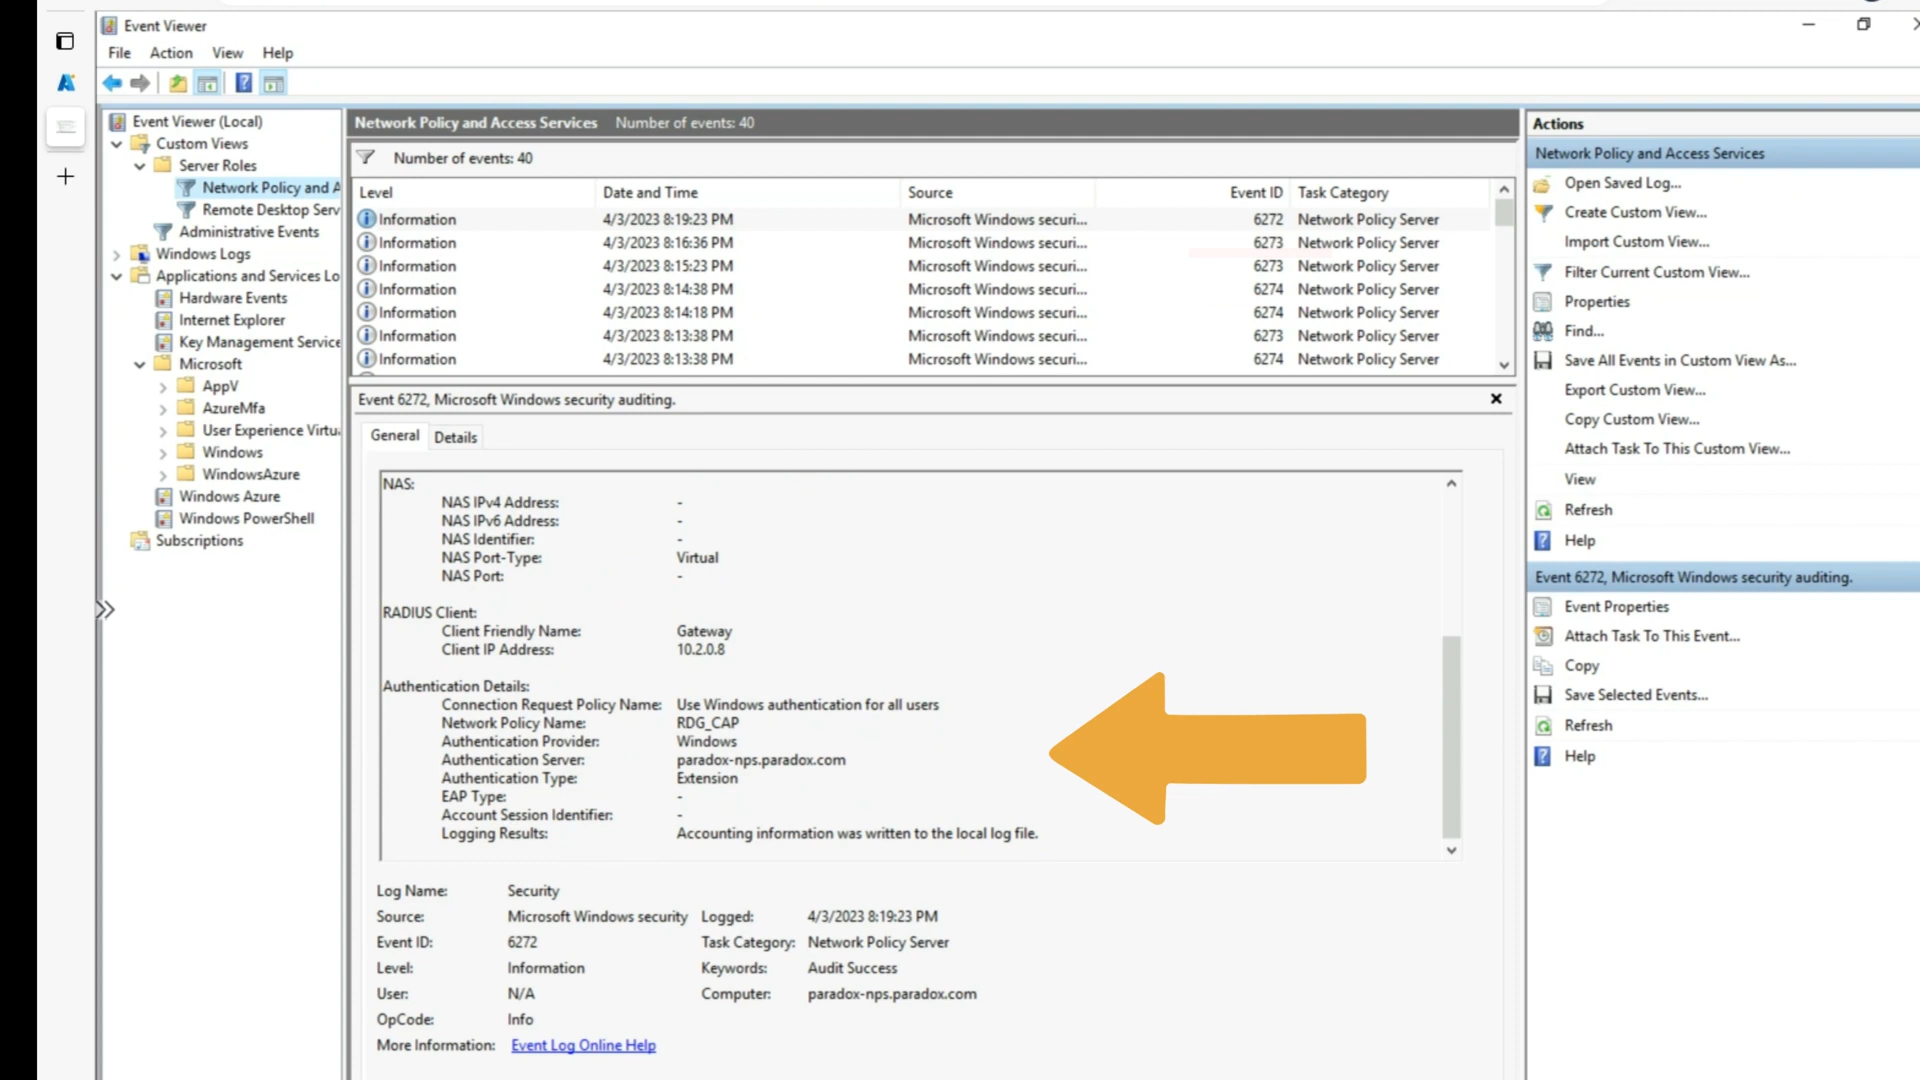 Event Viewer
File Action View Help
Event Viewer (Local)
Custom Views
Server Roles
Network Policy and A
Remote Desktop Serv
Administrative Events
Windows Logs
Applications and Services Lo
Hardware Events
Internet Explorer
Key Management Service
Microsoft
AppV
AzureMfa
User Experience Virtu
Windows
WindowsAzure
Windows Azure
Windows PowerShell
Subscriptions
Network Policy and Access Services Number of events: 40
Number of events: 40
Level Date and Time Source Event ID Task Category
Information 4/3/2023 8:19:23 PM Microsoft Windows securi... 6272 Network Policy Server
Information 4/3/2023 8:16:36 PM Microsoft Windows securi... 6273 Network Policy Server
Information 4/3/2023 8:15:23 PM Microsoft Windows securi... 6273 Network Policy Server
Information 4/3/2023 8:14:38 PM Microsoft Windows securi... 6274 Network Policy Server
Information 4/3/2023 8:14:18 PM Microsoft Windows securi... 6274 Network Policy Server
Information 4/3/2023 8:13:38 PM Microsoft Windows securi... 6273 Network Policy Server
Information 4/3/2023 8:13:38 PM Microsoft Windows securi... 6274 Network Policy Server
Event 6272, Microsoft Windows security auditing.
General Details
NAS:
NAS IPv4 Address: -
NAS IPv6 Address: -
NAS Identifier: -
NAS Port-Type: Virtual
NAS Port: -
RADIUS Client:
Client Friendly Name: Gateway
Client IP Address: 10.2.0.8
Authentication Details:
Connection Request Policy Name: Use Windows authentication for all users
Network Policy Name: RDG_CAP
Authentication Provider: Windows
Authentication Server: paradox-nps.paradox.com
Authentication Type: Extension
EAP Type: -
Account Session Identifier: -
Logging Results: Accounting information was written to the local log file.
Log Name: Security
Source: Microsoft Windows security Logged: 4/3/2023 8:19:23 PM
Event ID: 6272 Task Category: Network Policy Server
Level: Information Keywords: Audit Success
User: N/A Computer: paradox-nps.paradox.com
OpCode: Info
More Information: Event Log Online Help
Actions
Network Policy and Access Services
Open Saved Log...
Create Custom View...
Import Custom View...
Filter Current Custom View...
Properties
Find...
Save All Events in Custom View As...
Export Custom View...
Copy Custom View...
Attach Task To This Custom View...
View
Refresh
Help
Event 6272, Microsoft Windows security auditing.
Event Properties
Attach Task To This Event...
Copy
Save Selected Events...
Refresh
Help